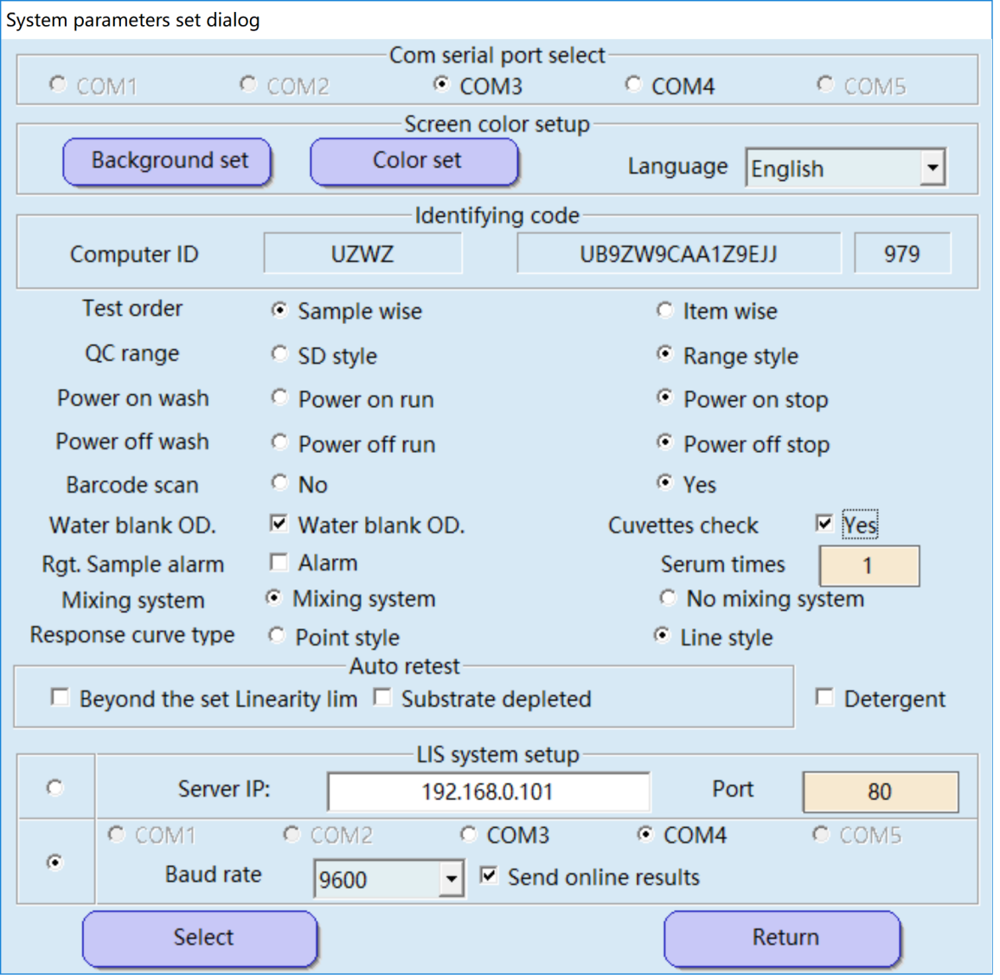 System parameters set dialog
Com serial port select
COM1 COM2 COM3 COM4 COM5
Screen color setup
Background set Color set Language English
Identifying code
Computer ID UZWZ UB9ZW9CAA1Z9EJJ 979
Test order Sample wise Item wise
QC range SD style Range style
Power on wash Power on run Power on stop
Power off wash Power off run Power off stop
Barcode scan No Yes
Water blank OD. Water blank OD. Cuvettes check Yes
Rgt. Sample alarm Alarm Serum times 1
Mixing system Mixing system No mixing system
Response curve type Point style Line style
Auto retest
Beyond the set Linearity lim Substrate depleted Detergent
LIS system setup
Server IP: 192.168.0.101 Port 80
COM1 COM2 COM3 COM4 COM5
Baud rate 9600 Send online results
Select Return